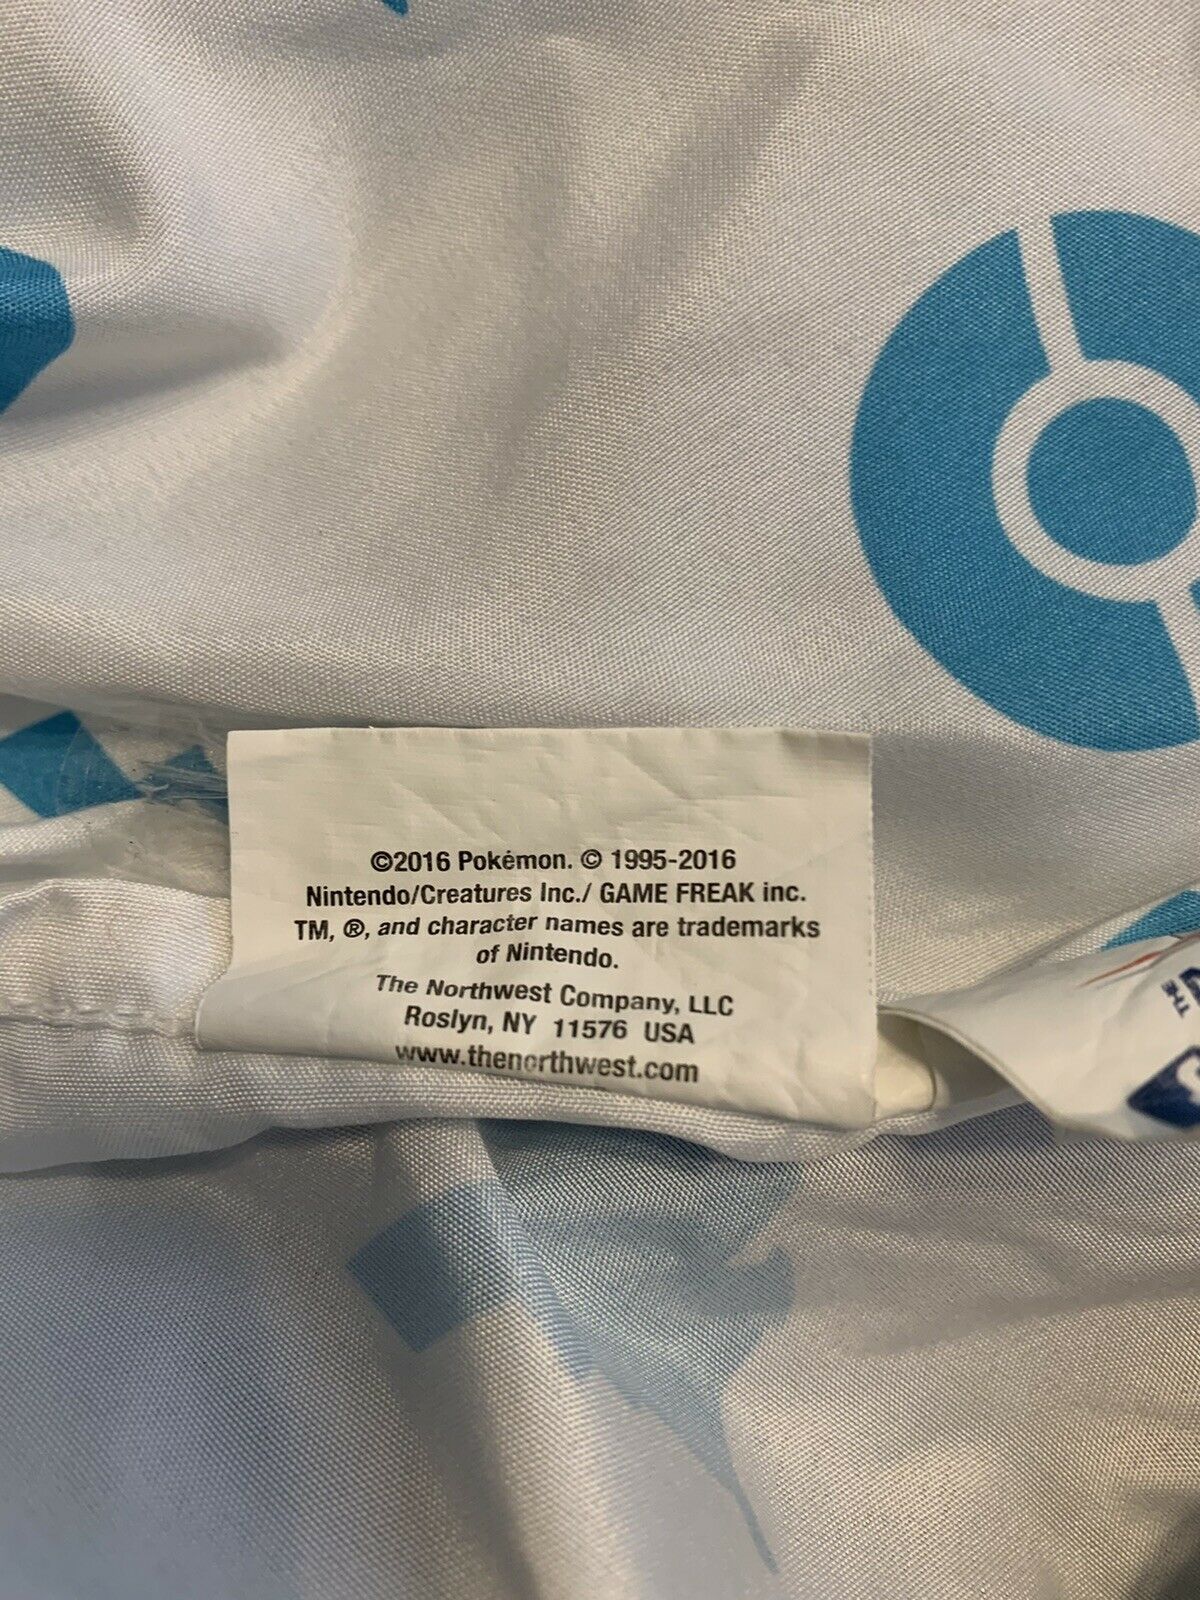 ©2016 Pokémon. © 1995-2016
Nintendo/Creatures Inc./ GAME FREAK inc.
TM, ®, and character names are trademarks
of Nintendo.
The Northwest Company, LLC
Roslyn, NY 11576 USA
www.thenorthwest.com
THE